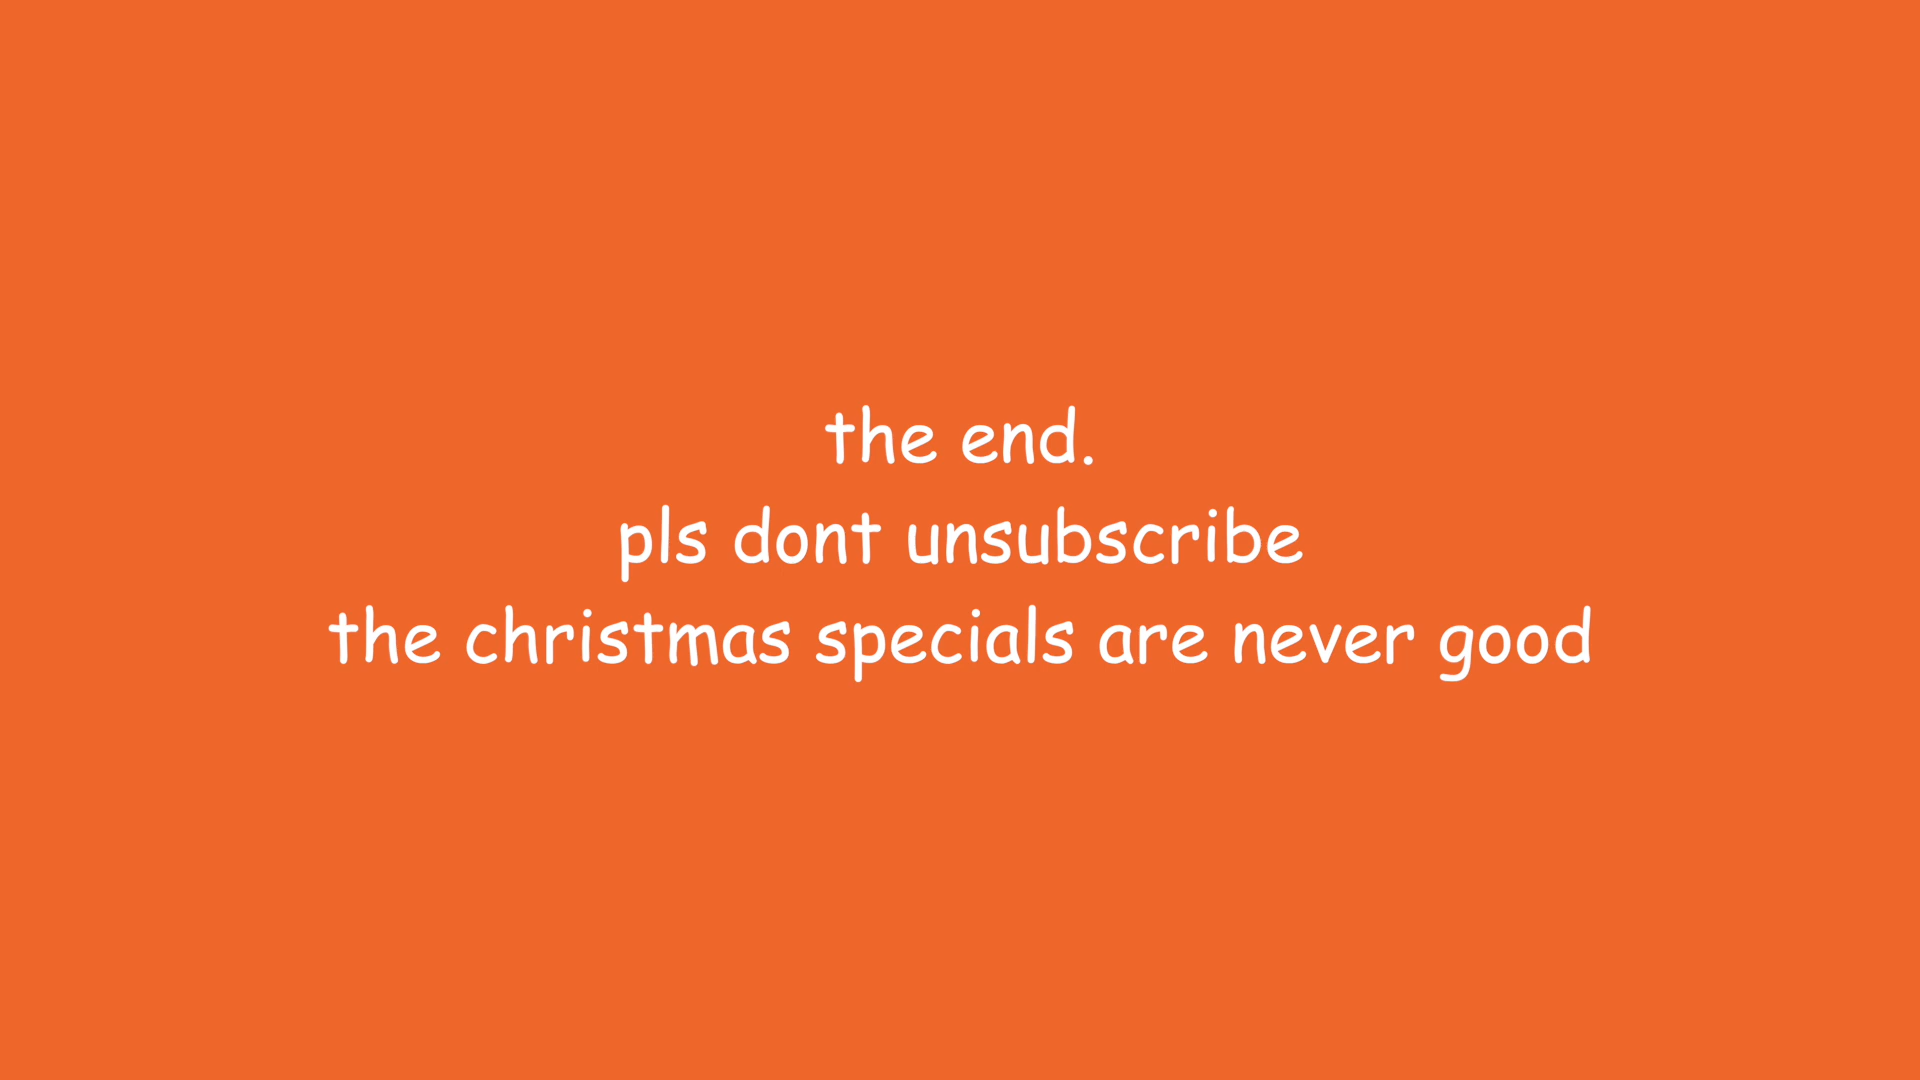 the end.
pls dont unsubscribe
the christmas specials are never good